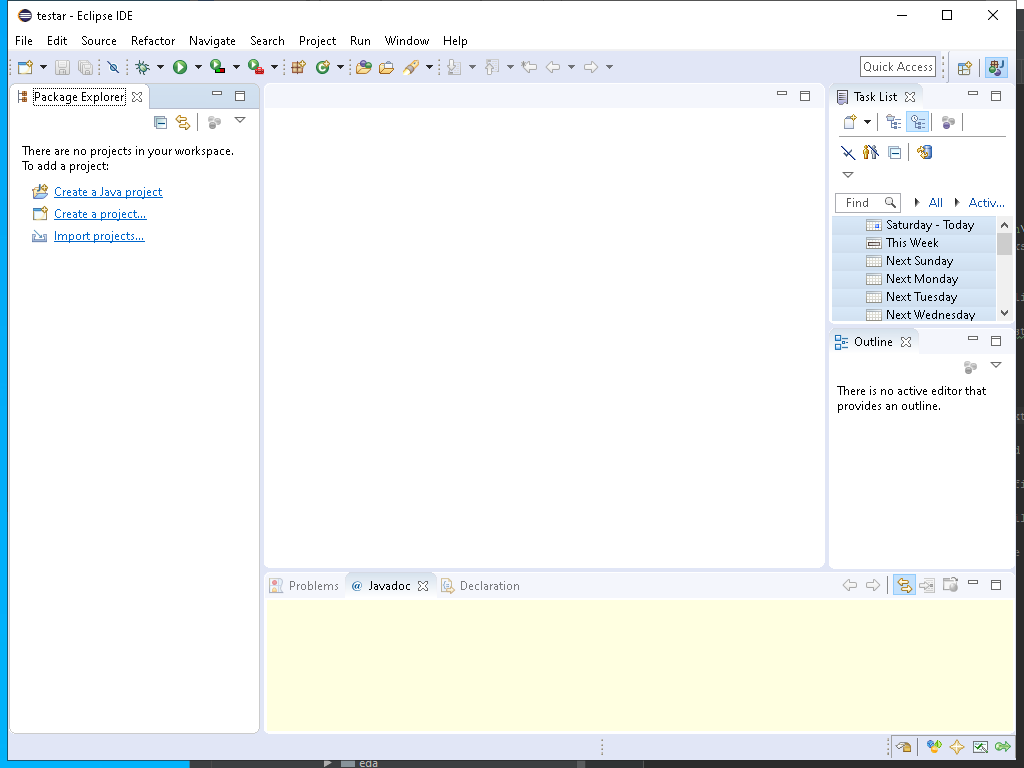 testar - Eclipse IDE
File Edit Source Refactor Navigate Search Project Run Window Help
Quick Access
Package Explorer
There are no projects in your workspace.
To add a project:
Create a Java project
Create a project...
Import projects...
Task List
Find All Activ...
Saturday - Today
This Week
Next Sunday
Next Monday
Next Tuesday
Next Wednesday
Outline
There is no active editor that
provides an outline.
Problems @ Javadoc Declaration
eda